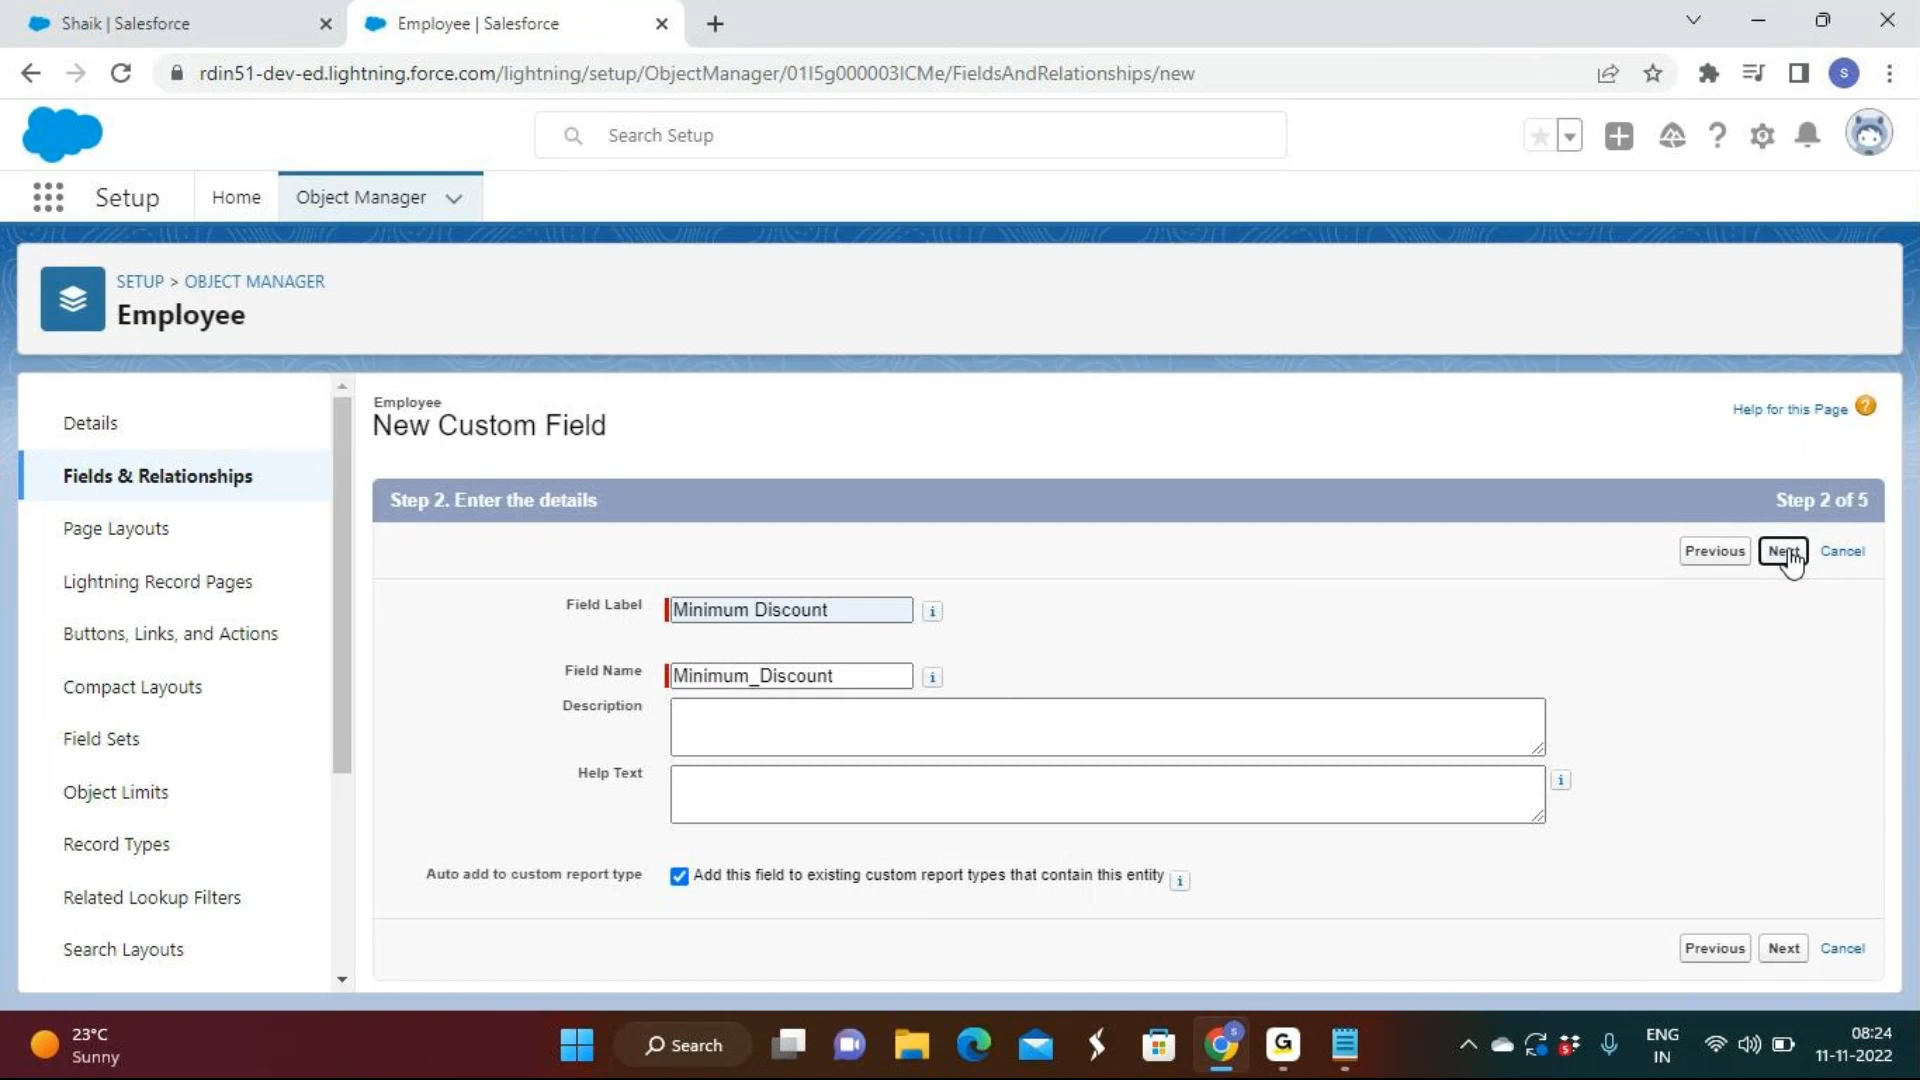 Shaik | Salesforce
Employee | Salesforce
rdin51-dev-ed.lightning.force.com/lightning/setup/ObjectManager/01I5g000003ICMe/FieldsAndRelationships/new
S
Search Setup
Setup
Home
Object Manager
SETUP > OBJECT MANAGER
Employee
Details
Fields & Relationships
Page Layouts
Lightning Record Pages
Buttons, Links, and Actions
Compact Layouts
Field Sets
Object Limits
Record Types
Related Lookup Filters
Search Layouts
Employee
New Custom Field
Help for this Page ?
Step 2. Enter the details
Step 2 of 5
Previous
Next
Cancel
Field Label
Minimum Discount
i
Field Name
Minimum_Discount
i
Description
Help Text
i
Auto add to custom report type
Add this field to existing custom report types that contain this entity
i
Previous
Next
Cancel
23°C
Sunny
Search
S
G
5
ENG
IN
08:24
11-11-2022